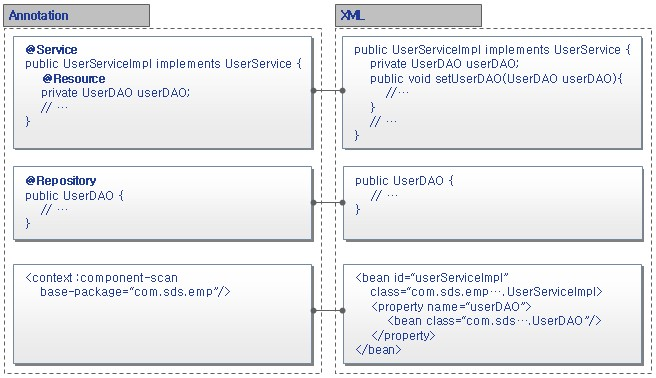 Annotation
@Service
public UserServiceImpl implements UserService {
@Resource
private UserDAO userDAO;
// ⋯
}
@Repository
public UserDAO {
// ⋯
}
<context:component-scan
base-package="com.sds.emp"/>
XML
public UserServiceImpl implements UserService {
private UserDAO userDAO;
public void setUserDAO(UserDAO userDAO){
//⋯
}
// ⋯
}
public UserDAO {
// ⋯
}
<bean id="userServiceImpl"
class="com.sds.emp⋯.UserServiceImpl>
<property name="userDAO">
<bean class="com.sds⋯.UserDAO"/>
</property>
</bean>